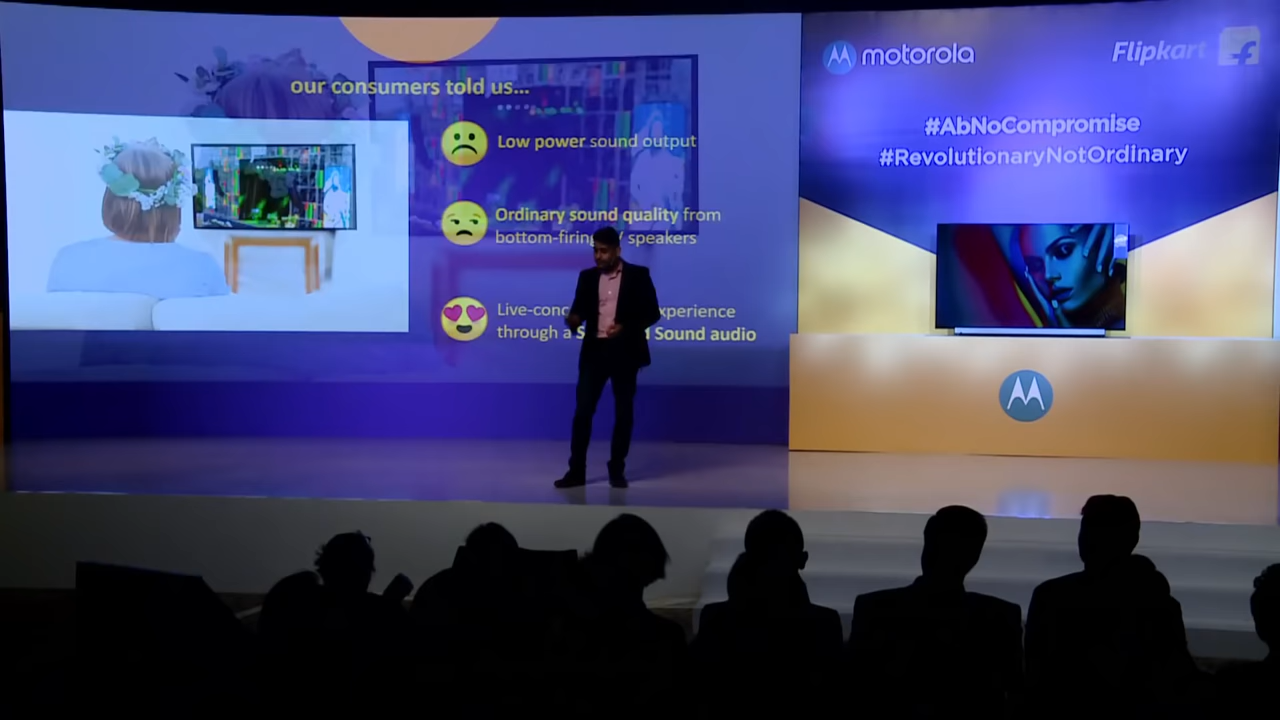 our consumers told us...
Low power sound output
Ordinary sound quality from
bottom-firing speakers
Live-conc xperience
through a S d Sound audio
motorola
Flipkart
#AbNoCompromise
#RevolutionaryNotOrdinary